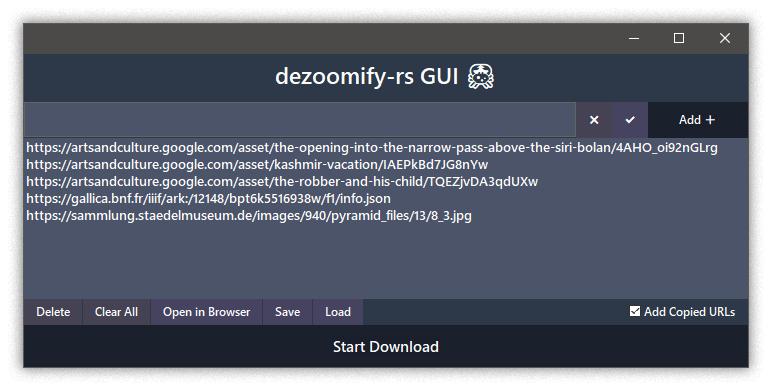 dezoomify-rs GUI
Add +
https://artsandculture.google.com/asset/the-opening-into-the-narrow-pass-above-the-siri-bolan/4AHO_oi92nGLrg
https://artsandculture.google.com/asset/kashmir-vacation/IAEPkBd7JG8nYw
https://artsandculture.google.com/asset/the-robber-and-his-child/TQEZjvDA3qdUXw
https://gallica.bnf.fr/iiif/ark:/12148/bpt6k5516938w/f1/info.json
https://sammlung.staedelmuseum.de/images/940/pyramid_files/13/8_3.jpg
Delete Clear All Open in Browser Save Load Add Copied URLs
Start Download